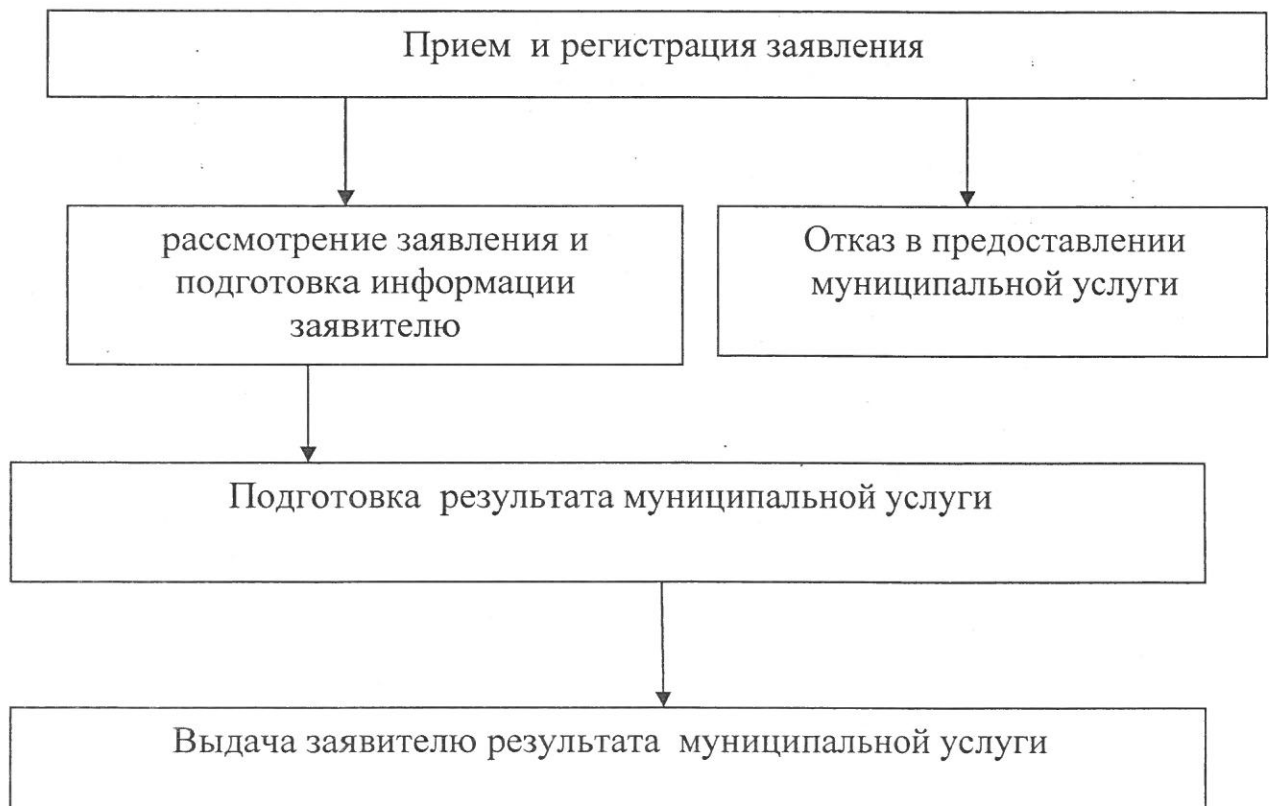 Прием и регистрация заявления
рассмотрение заявления и
подготовка информации
заявителю
Отказ в предоставлении
муниципальной услуги
Подготовка результата муниципальной услуги
Выдача заявителю результата муниципальной услуги